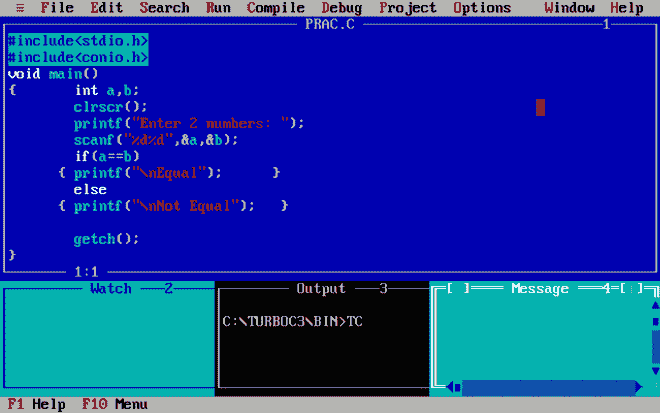 ≡ File Edit Search Run Compile Debug Project Options Window Help
PRAC.C 1
#include<stdio.h>
#include<conio.h>
void main()
{ int a,b;
clrscr();
printf("Enter 2 numbers: ");
scanf("%d%d",&a,&b);
if(a==b)
{ printf("\nEqual"); }
else
{ printf("\nNot Equal"); }
getch();
}
1:1
Watch 2
Output 3
[ ] Message 4 [ ]
C:\TURBOC3\BIN>TC
F1 Help F10 Menu